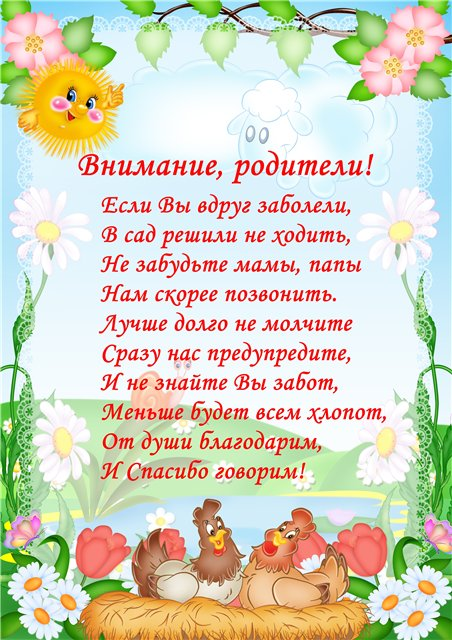 Внимание, родители!
Если Вы вдруг заболели,
В сад решили не ходить,
Не забудьте мамы, папы
Нам скорее позвонить.
Лучше долго не молчите
Сразу нас предупредите,
И не знайте Вы забот,
Меньше будет всем хлопот,
От души благодарим,
И Спасибо говорим!